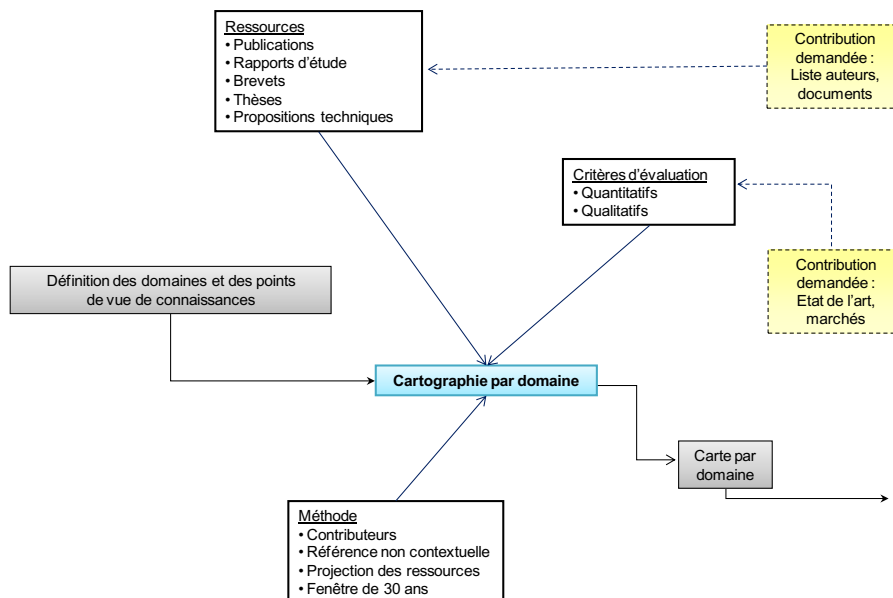 Ressources
• Publications
• Rapports d'étude
• Brevets
• Thèses
• Propositions techniques
Contribution
demandée :
Liste auteurs,
documents
Critères d'évaluation
• Quantitatifs
• Qualitatifs
Définition des domaines et des points
de vue de connaissances
Contribution
demandée :
Etat de l'art,
marchés
Cartographie par domaine
Carte par
domaine
Méthode
• Contributeurs
• Référence non contextuelle
• Projection des ressources
• Fenêtre de 30 ans